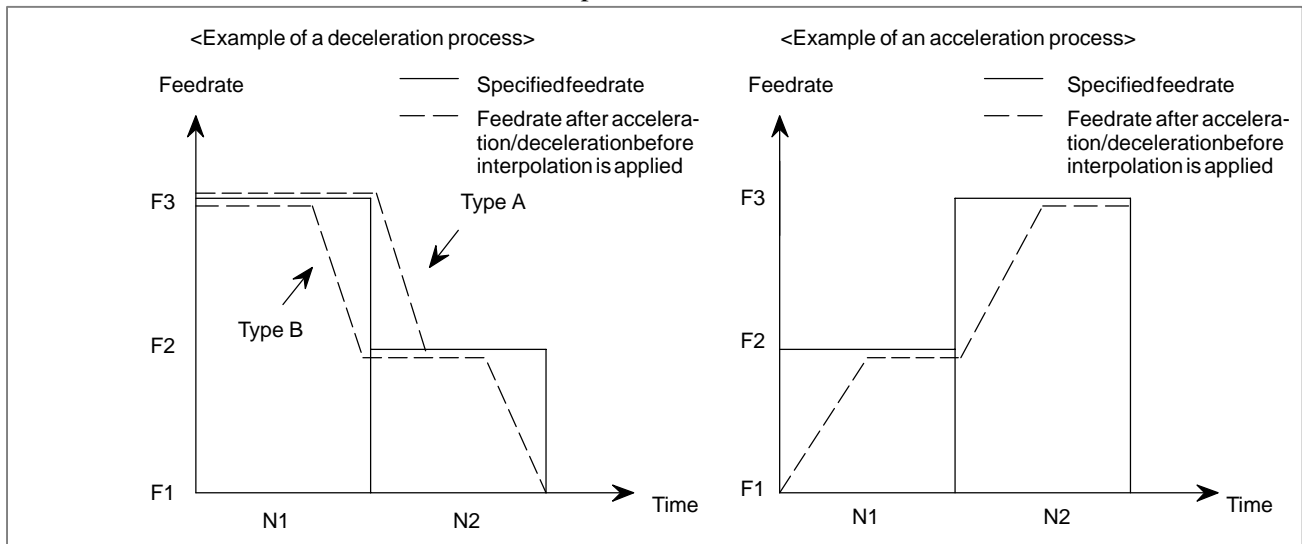 <Example of a deceleration process>
Feedrate
Specifiedfeedrate
Feedrate after accelera-
tion/decelerationbefore
interpolation is applied
F3
Type A
Type B
F2
F1
Time
N1
N2
<Example of an acceleration process>
Feedrate
Specifiedfeedrate
Feedrate after accelera-
tion/decelerationbefore
interpolation is applied
F3
F2
F1
Time
N1
N2